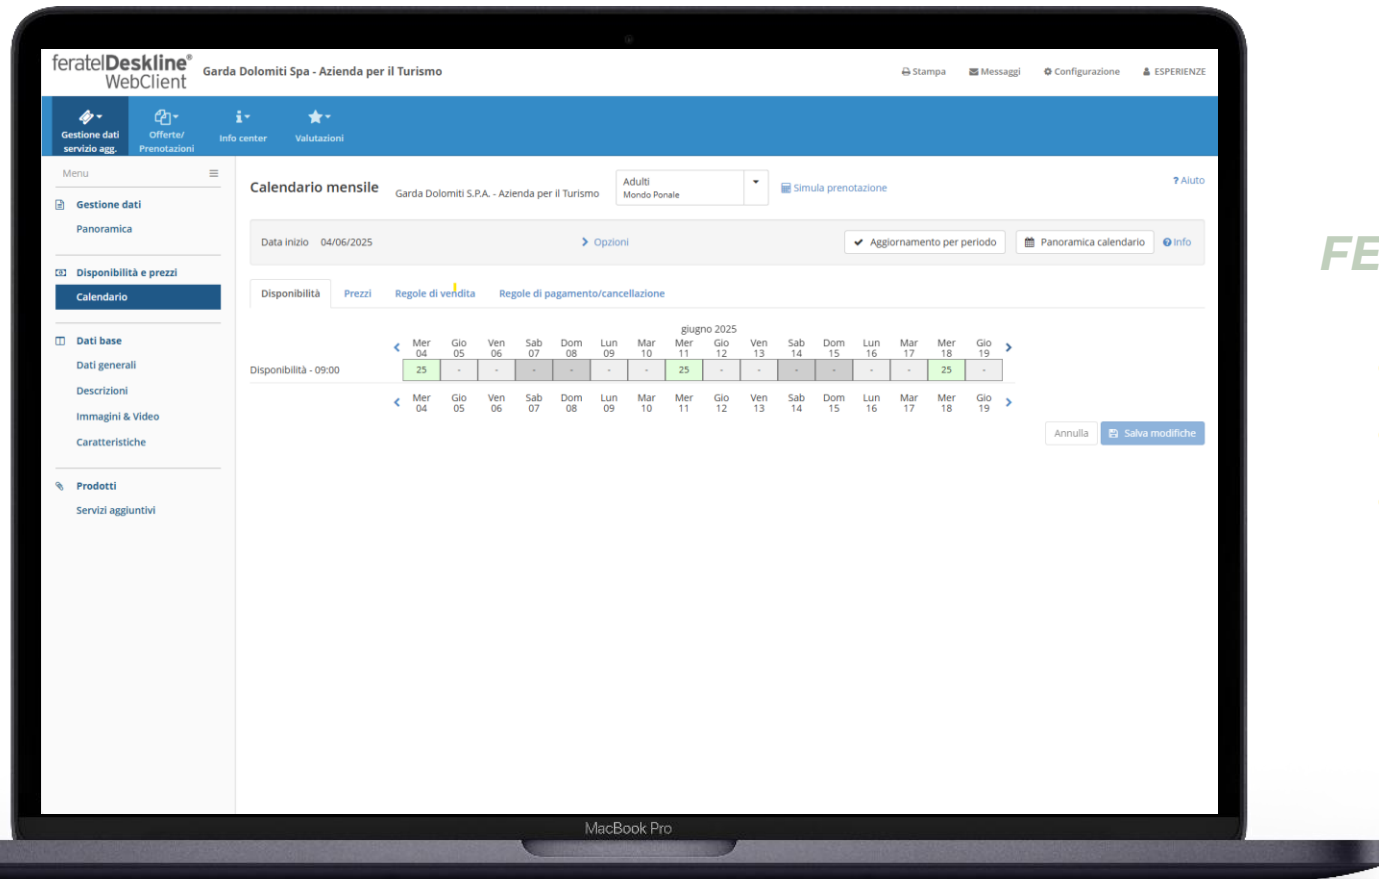 feratelDeskline®
WebClient
Garda Dolomiti Spa - Azienda per il Turismo
Stampa
Messaggi
Configurazione
ESPERIENZE
Gestione dati
servizio agg.
Offerte/
Prenotazioni
Info center
Valutazioni
Menu
Gestione dati
Panoramica
Disponibilità e prezzi
Calendario
Dati base
Dati generali
Descrizioni
Immagini & Video
Caratteristiche
Prodotti
Servizi aggiuntivi
Calendario mensile
Garda Dolomiti S.P.A. - Azienda per il Turismo
Adulti
Mondo Ponale
Simula prenotazione
? Aiuto
Data inizio 04/06/2025
Opzioni
Aggiornamento per periodo
Panoramica calendario
Info
Disponibilità
Prezzi
Regole di vendita
Regole di pagamento/cancellazione
giugno 2025
Mer Gio Ven Sab Dom Lun Mar Mer Gio Ven Sab Dom Lun Mar Mer Gio
04 05 06 07 08 09 10 11 12 13 14 15 16 17 18 19
Disponibilità - 09:00 25 - - - - - - 25 - - - - - - 25 -
Mer Gio Ven Sab Dom Lun Mar Mer Gio Ven Sab Dom Lun Mar Mer Gio
04 05 06 07 08 09 10 11 12 13 14 15 16 17 18 19
Annulla
Salva modifiche
FE
MacBook Pro